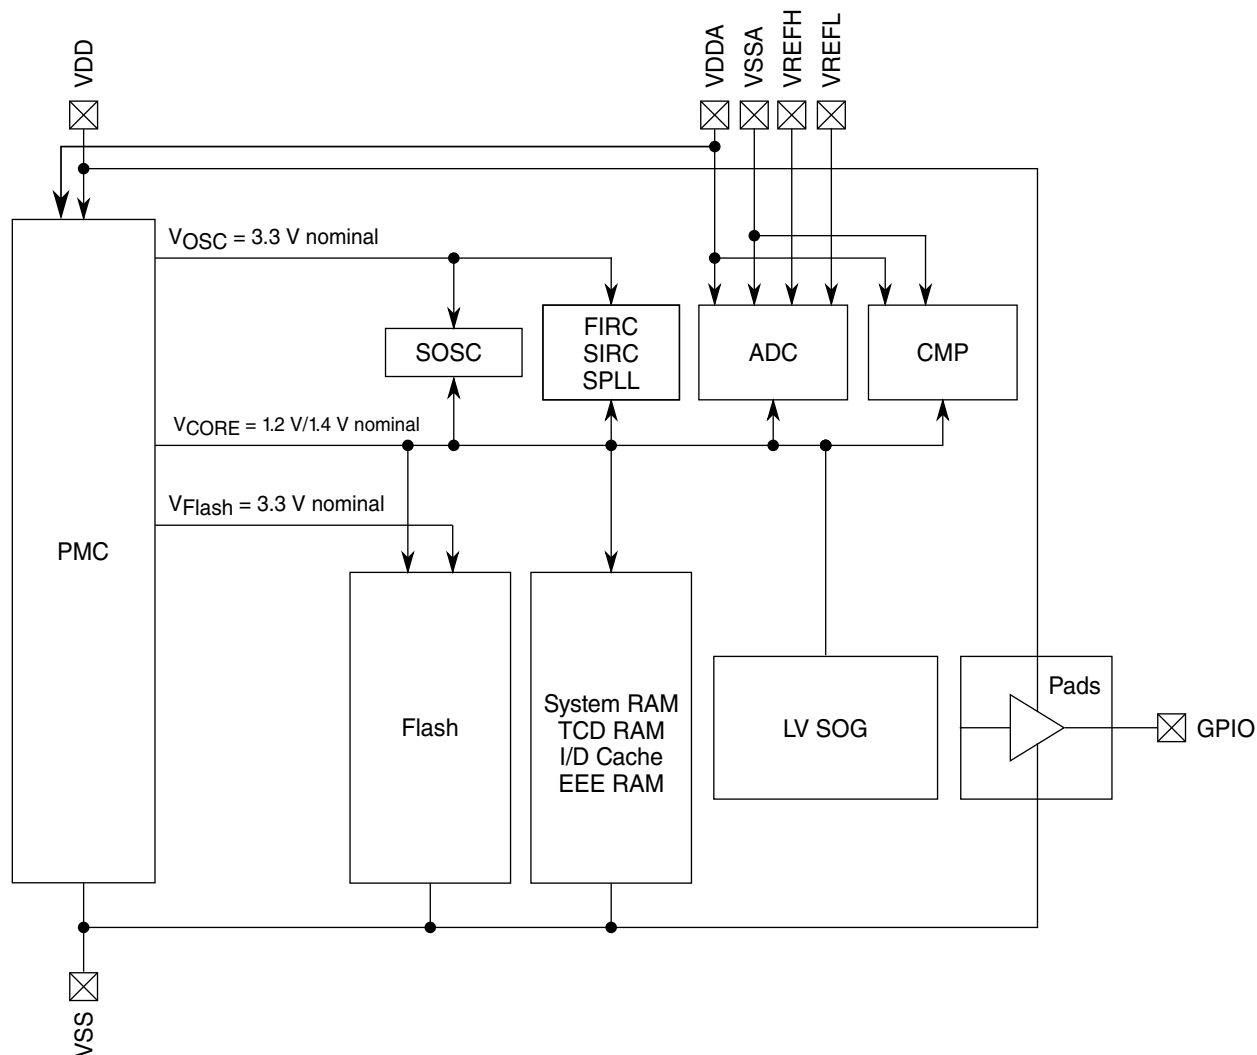 VDD
VDDA
VSSA
VREFH
VREFL
VOSC = 3.3 V nominal
SOSC
FIRC
SIRC
SPLL
ADC
CMP
VCORE = 1.2 V/1.4 V nominal
VFlash = 3.3 V nominal
PMC
Flash
System RAM
TCD RAM
I/D Cache
EEE RAM
LV SOG
Pads
GPIO
VSS